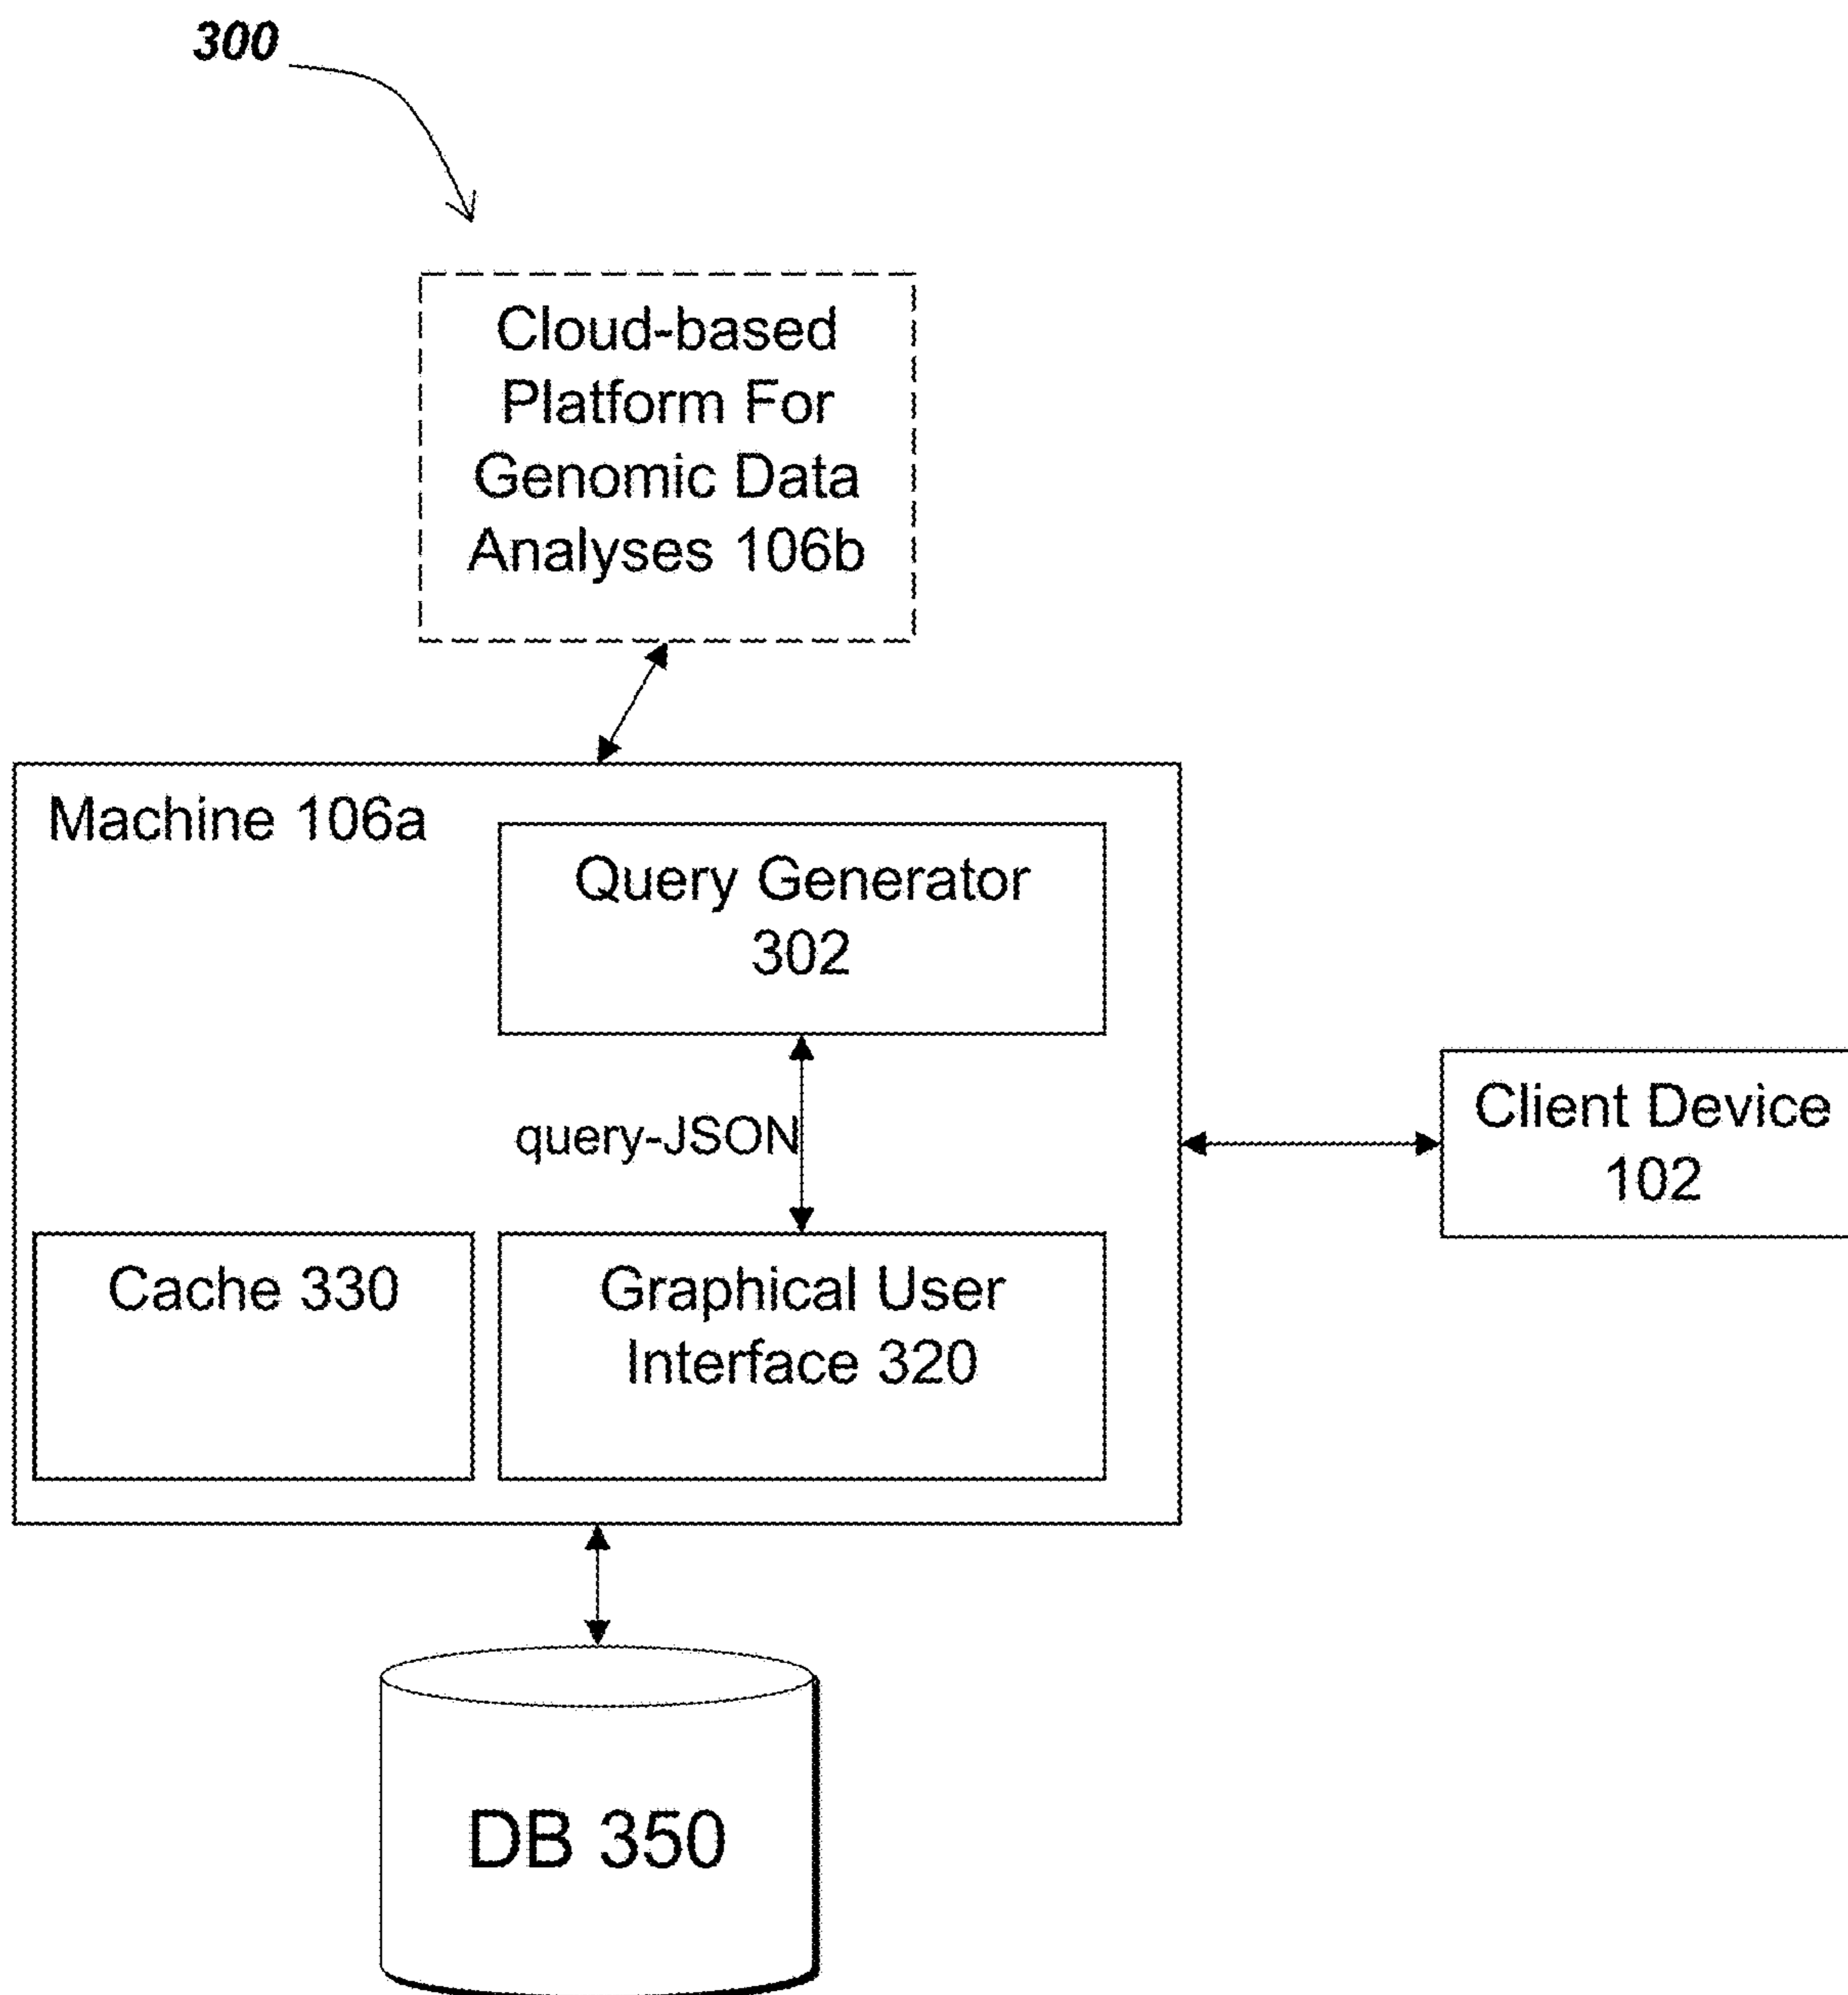 300
Cloud-based
Platform For
Genomic Data
Analyses 106b
Machine 106a
Query Generator
302
query-JSON
Client Device
102
Cache 330
Graphical User
Interface 320
DB 350